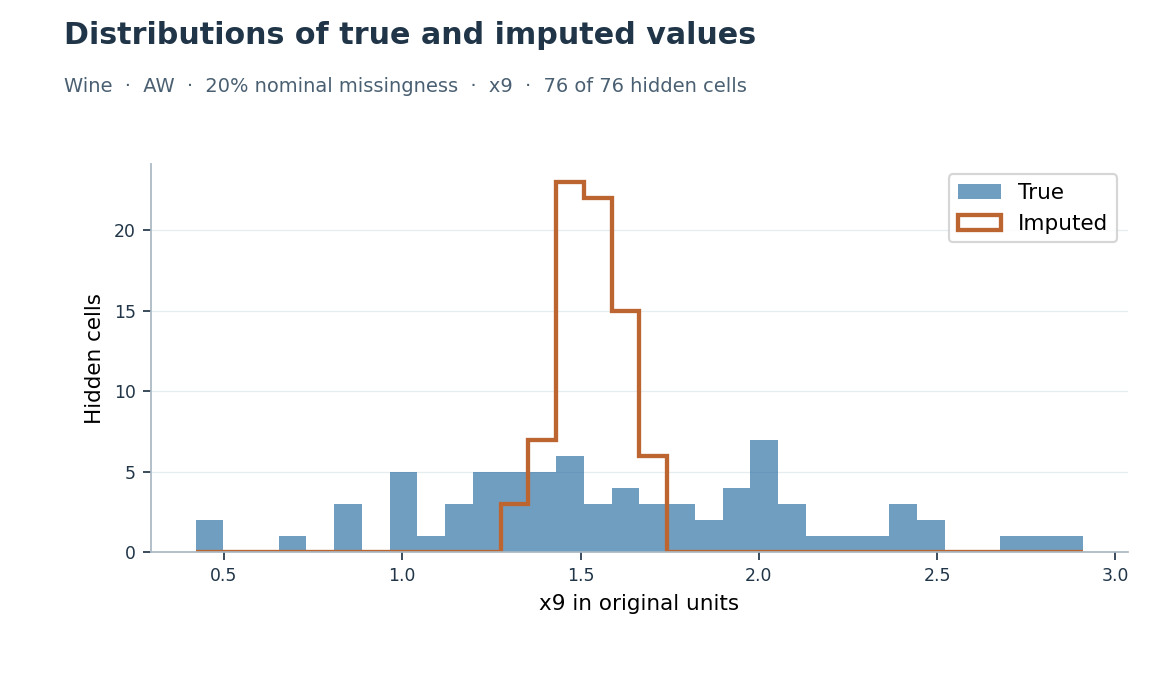 Distributions of true and imputed values
Wine · AW · 20% nominal missingness · x9 · 76 of 76 hidden cells
True
Imputed
Hidden cells
20
15
10
5
0
0.5 1.0 1.5 2.0 2.5 3.0
x9 in original units